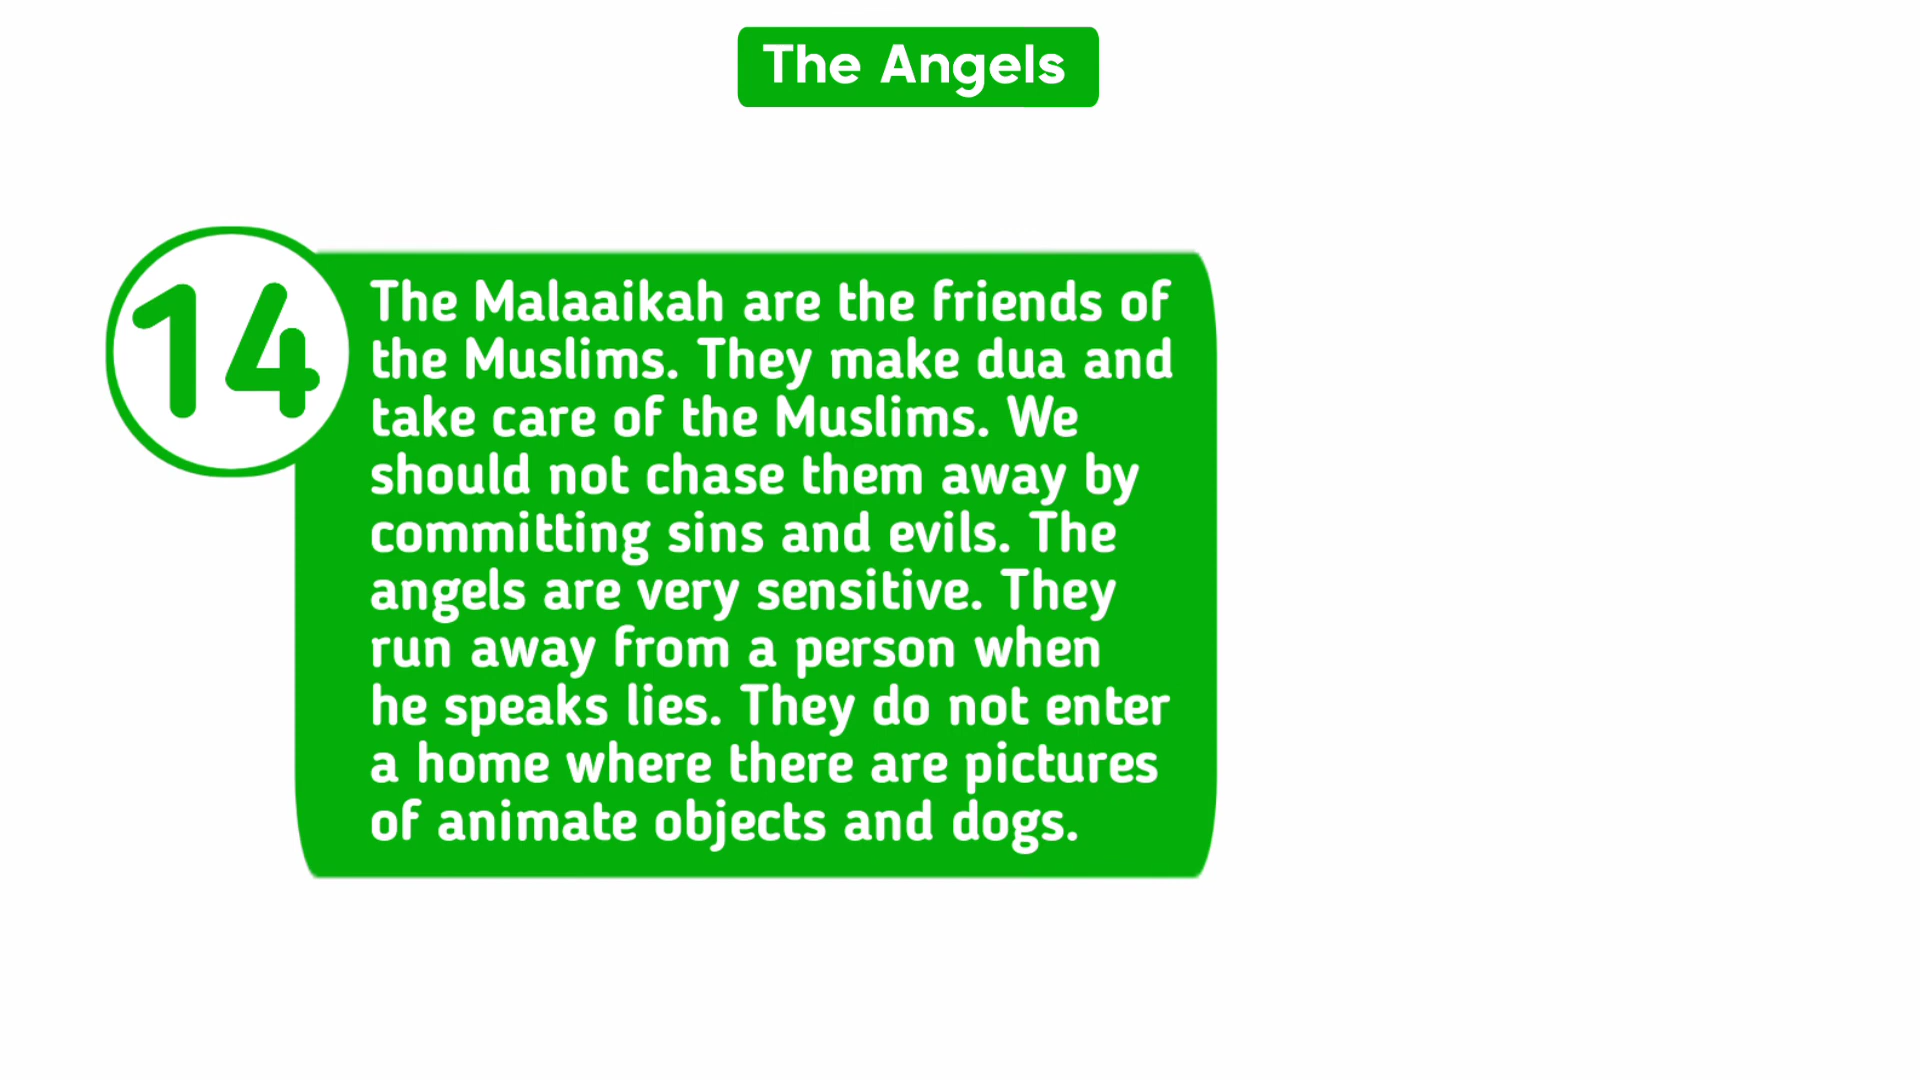 The Angels
14
The Malaaikah are the friends of
the Muslims. They make dua and
take care of the Muslims. We
should not chase them away by
committing sins and evils. The
angels are very sensitive. They
run away from a person when
he speaks lies. They do not enter
a home where there are pictures
of animate objects and dogs.